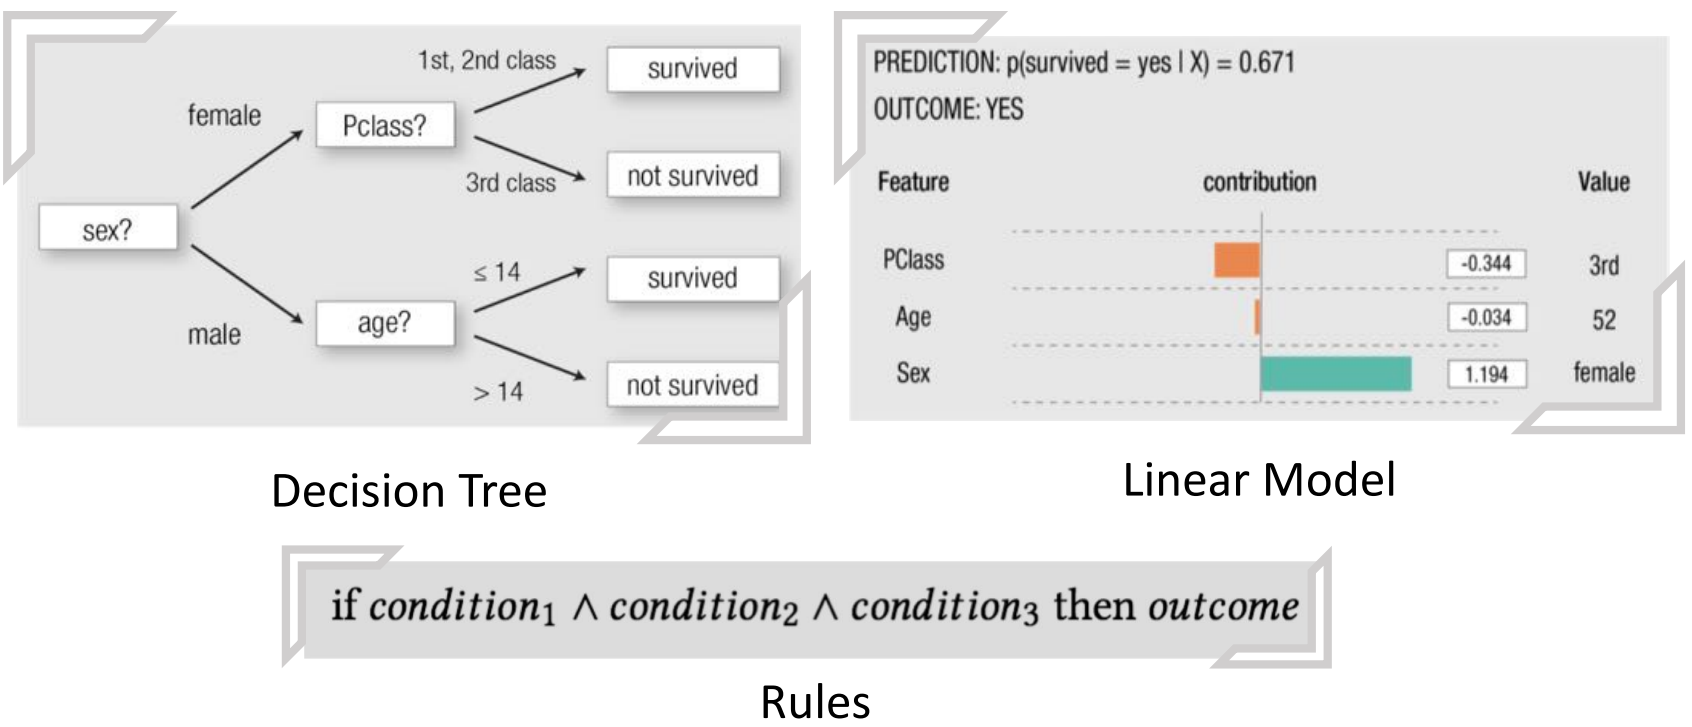 1st, 2nd class
survived
female
Pclass?
3rd class
not survived
sex?
≤ 14
survived
male
age?
> 14
not survived
Decision Tree
PREDICTION: p(survived = yes | X) = 0.671
OUTCOME: YES
Feature contribution Value
PClass -0.344 3rd
Age -0.034 52
Sex 1.194 female
Linear Model
if condition₁ ∧ condition₂ ∧ condition₃ then outcome
Rules